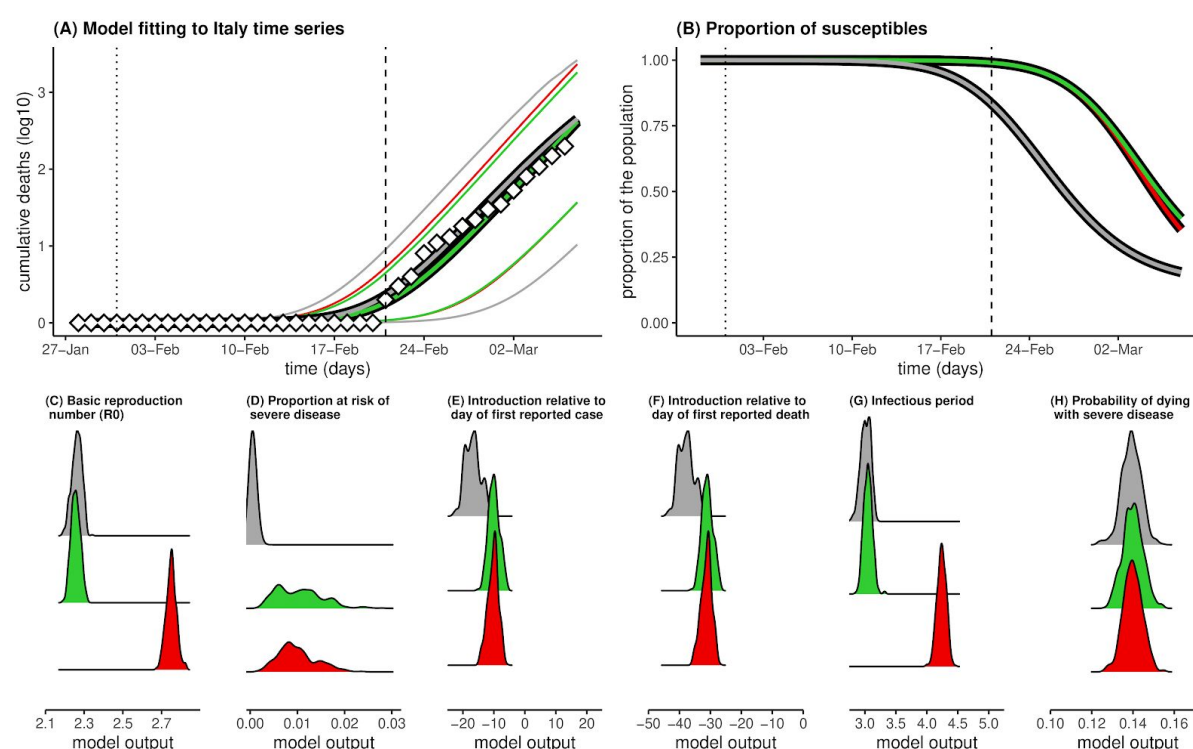 (A) Model fitting to Italy time series
cumulative deaths (log10)
3
2
1
0
27−Jan 03−Feb 10−Feb 17−Feb 24−Feb 02−Mar
time (days)
(B) Proportion of susceptibles
proportion of the population
1.00
0.75
0.50
0.25
0.00
03−Feb 10−Feb 17−Feb 24−Feb 02−Mar
time (days)
(C) Basic reproduction
number (R0)
2.1 2.3 2.5 2.7
model output
(D) Proportion at risk of
severe disease
0.00 0.01 0.02 0.03
model output
(E) Introduction relative to
day of first reported case
−20 −10 0 10 20
model output
(F) Introduction relative to
day of first reported death
−50 −40 −30 −20 −10 0
model output
(G) Infectious period
3.0 3.5 4.0 4.5 5.0
model output
(H) Probability of dying
with severe disease
0.10 0.12 0.14 0.16
model output